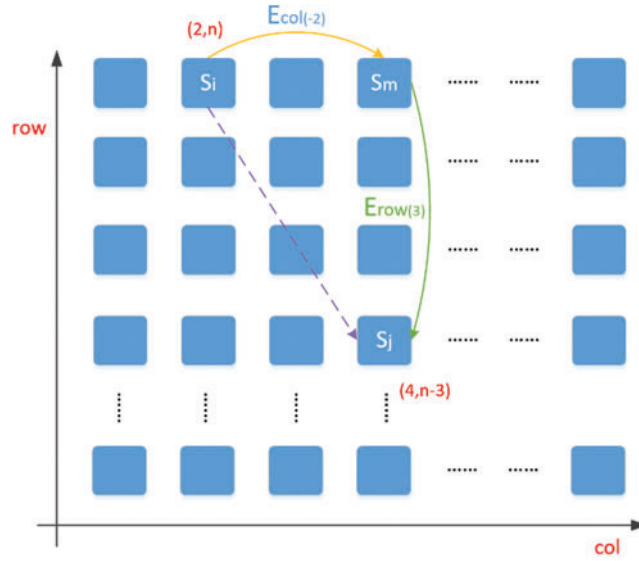 (2,n) Ecol(-2)
Si Sm ...... ......
row
...... ......
Erow(3)
...... ......
Sj ...... ......
(4,n-3)
...... ......
col